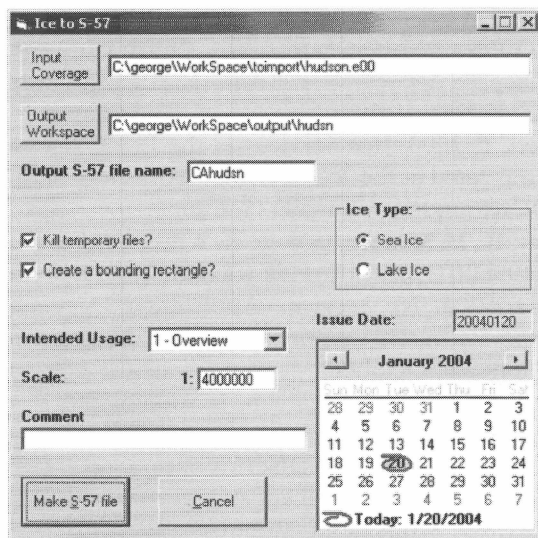 Ice to S-57
Input Coverage C:\george\WorkSpace\toimport\hudson.e00
Output Workspace C:\george\WorkSpace\output\hudsn
Output S-57 file name: CAhudsn
Ice Type:
Kill temporary files? Sea Ice
Create a bounding rectangle? Lake Ice
Issue Date: 20040120
Intended Usage: 1 - Overview
January 2004
Scale: 1: 4000000
Sun Mon Tue Wed Thu Fri Sat
28 29 30 31 1 2 3
Comment
4 5 6 7 8 9 10
11 12 13 14 15 16 17
18 19 20 21 22 23 24
25 26 27 28 29 30 31
1 2 3 4 5 6 7
Make S-57 file Cancel
Today: 1/20/2004